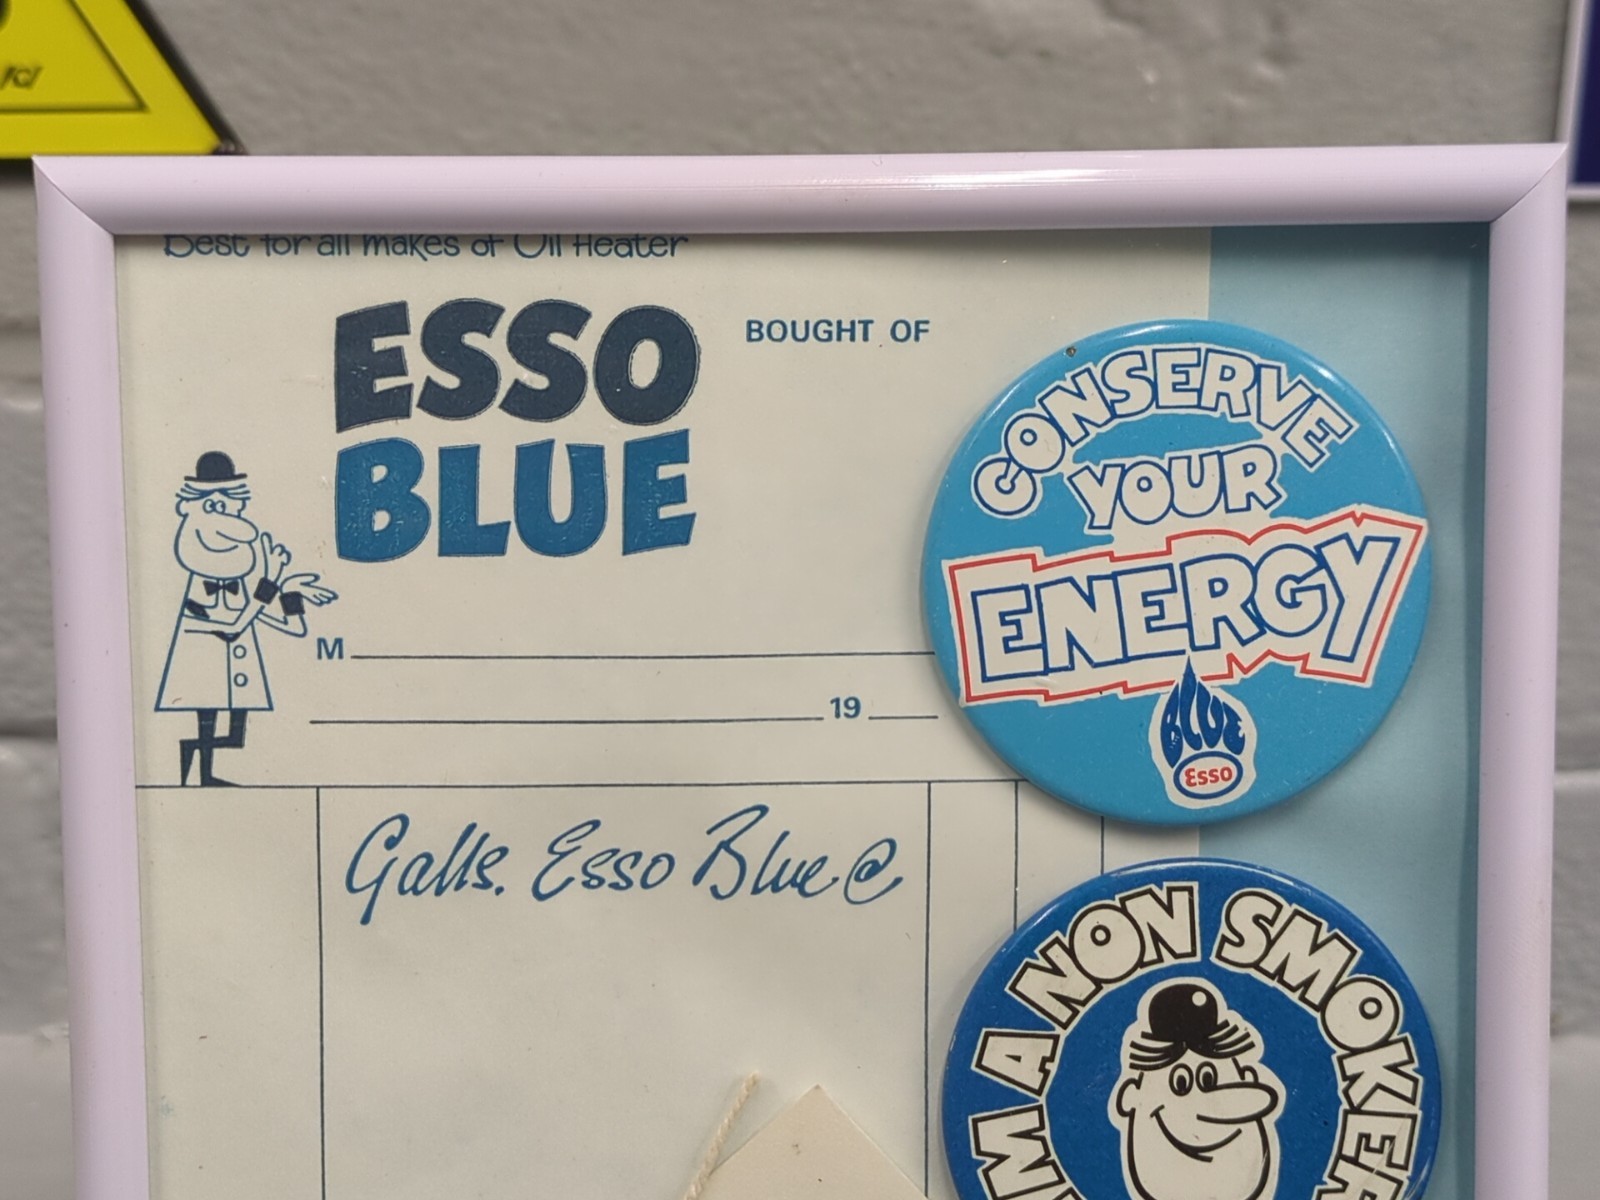 Best for all makes of Oil Heater
ESSO
BLUE
BOUGHT OF
M
19
Galls. Esso Blue @
CONSERVE
YOUR
ENERGY
BLUE
Esso
I'M A NON SMOKER